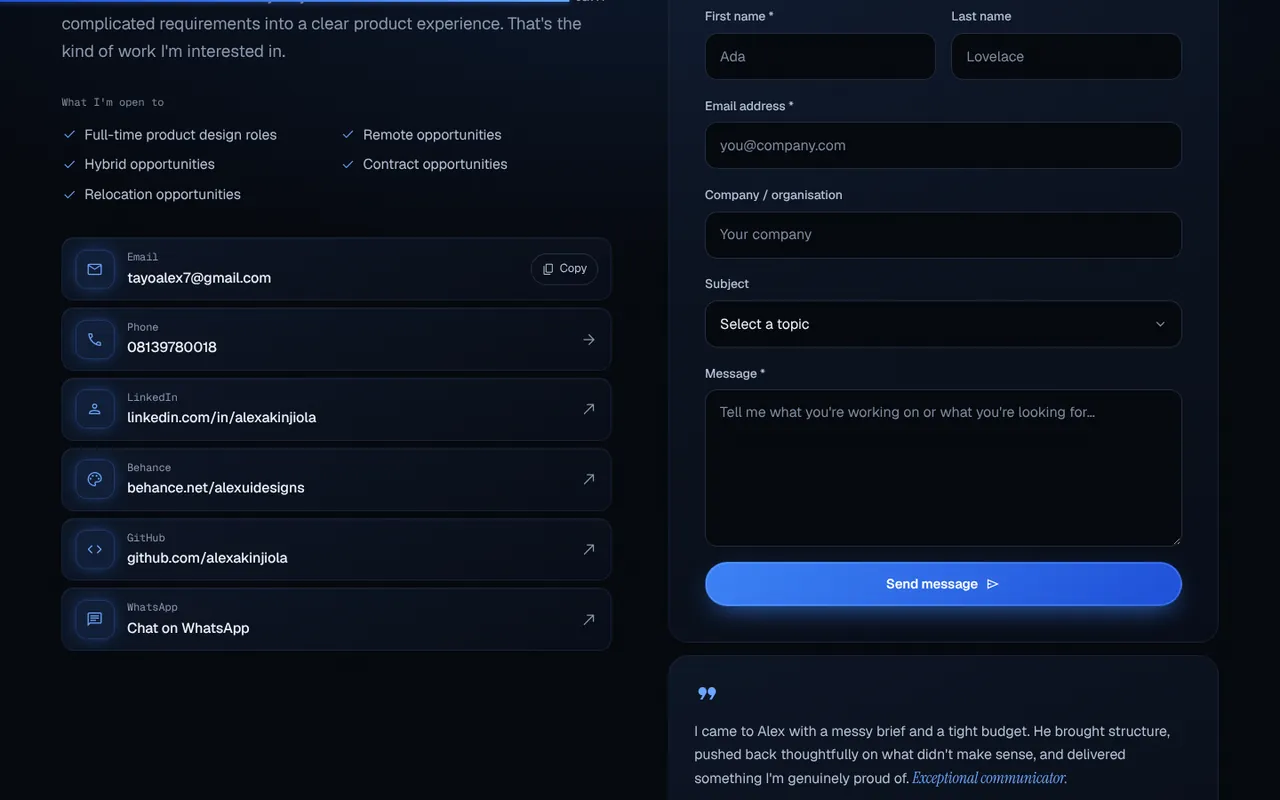 complicated requirements into a clear product experience. That's the
kind of work I'm interested in.
What I'm open to
Full-time product design roles
Remote opportunities
Hybrid opportunities
Contract opportunities
Relocation opportunities
Email
tayoalex7@gmail.com
Copy
Phone
08139780018
LinkedIn
linkedin.com/in/alexakinjiola
Behance
behance.net/alexuidesigns
GitHub
github.com/alexakinjiola
WhatsApp
Chat on WhatsApp
First name *
Last name
Ada
Lovelace
Email address *
you@company.com
Company / organisation
Your company
Subject
Select a topic
Message *
Tell me what you're working on or what you're looking for...
Send message
I came to Alex with a messy brief and a tight budget. He brought structure,
pushed back thoughtfully on what didn't make sense, and delivered
something I'm genuinely proud of. Exceptional communicator.